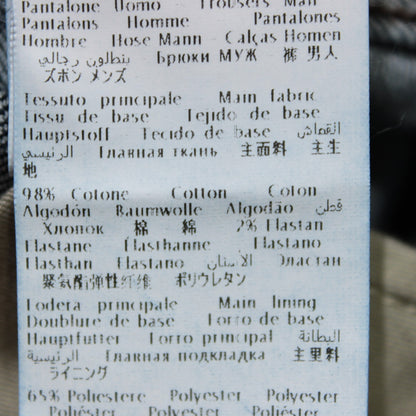 Pantalone Uomo Trousers Man
Pantalons Homme Pantalones
Hombre Hose Mann Calças Homen
بنطلون رجالي Брюки МУЖ 裤 男人
ズボン メンズ
Tessuto principale Main fabric
Tissu de base Tejido de base
Hauptstoff Tecido de base القماش
الرئيسي Главная ткань 主面料 主生
地
98% Cotone Cotton Coton
Algodón Baumwolle Algodão قطن
Хлопок 棉 綿 2% Elastan
Elastane Elasthanne Elastano
Elasthan Elastano الأستان Эластан
聚氨酯弹性纤维 ポリウレタン
Fodera principale Main lining
Doublure de base Forro de base
Hauptfutter Forro principal البطانة
الرئيسية Главная подкладка 主里料
ライニング
65% Poliestere Polyester Polyester
Poliéster Polyester Poliéster